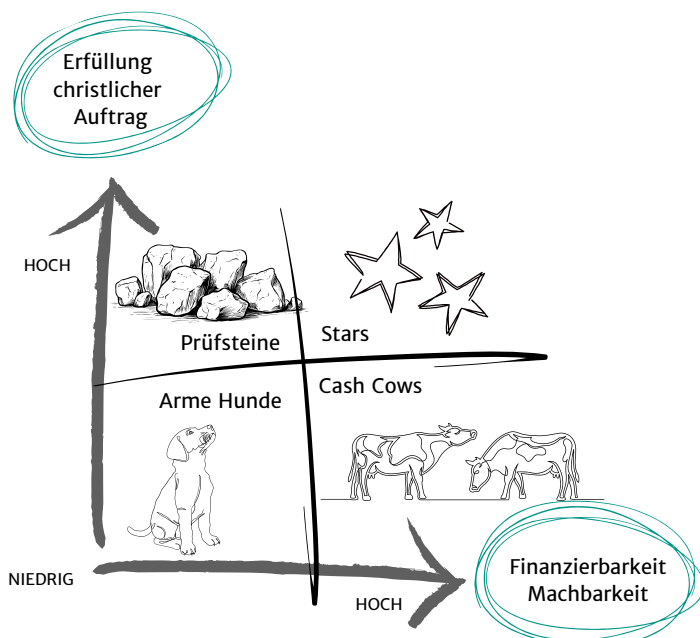 Erfüllung
christlicher
Auftrag
HOCH
Prüfsteine
Stars
Arme Hunde
Cash Cows
NIEDRIG
HOCH
Finanzierbarkeit
Machbarkeit